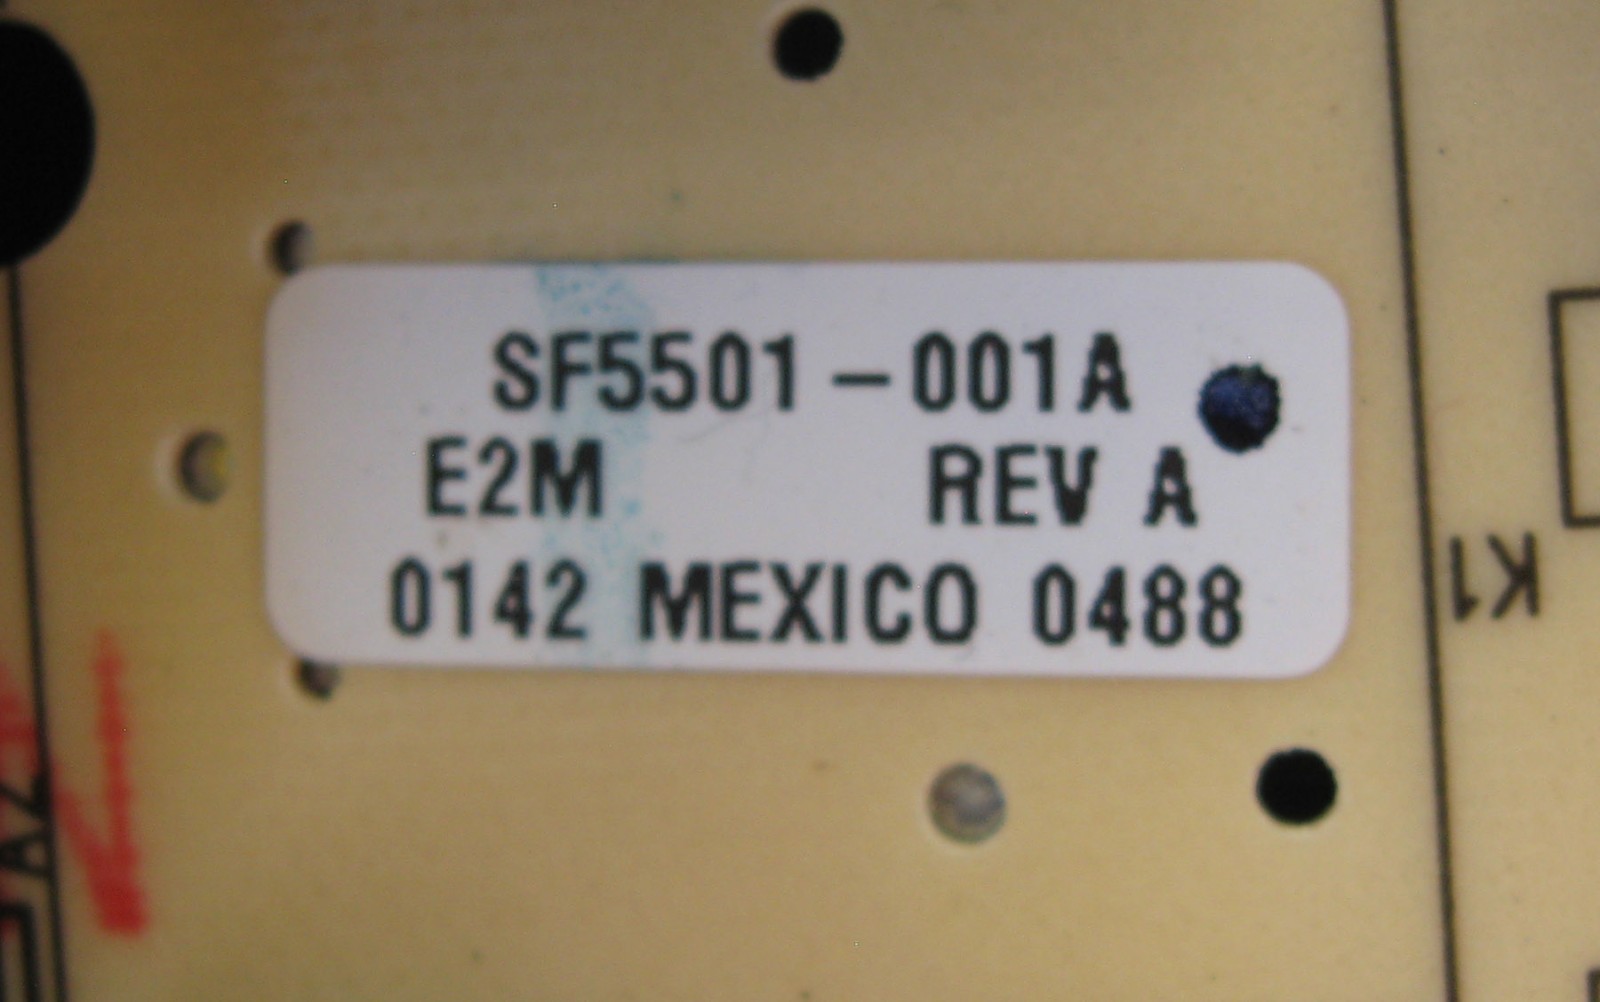 SF5501-001A
E2M REV A
0142 MEXICO 0488
K1